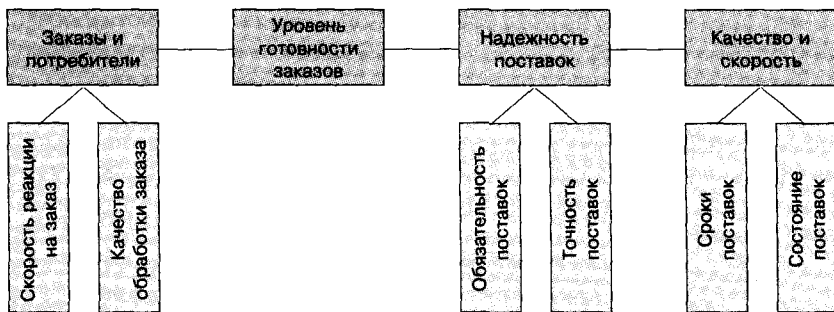 Заказы и
потребители
Уровень
готовности
заказов
Надежность
поставок
Качество и
скорость
Скорость реакции
на заказ
Качество
обработки заказа
Обязательность
поставок
Точность
поставок
Сроки
поставок
Состояние
поставок